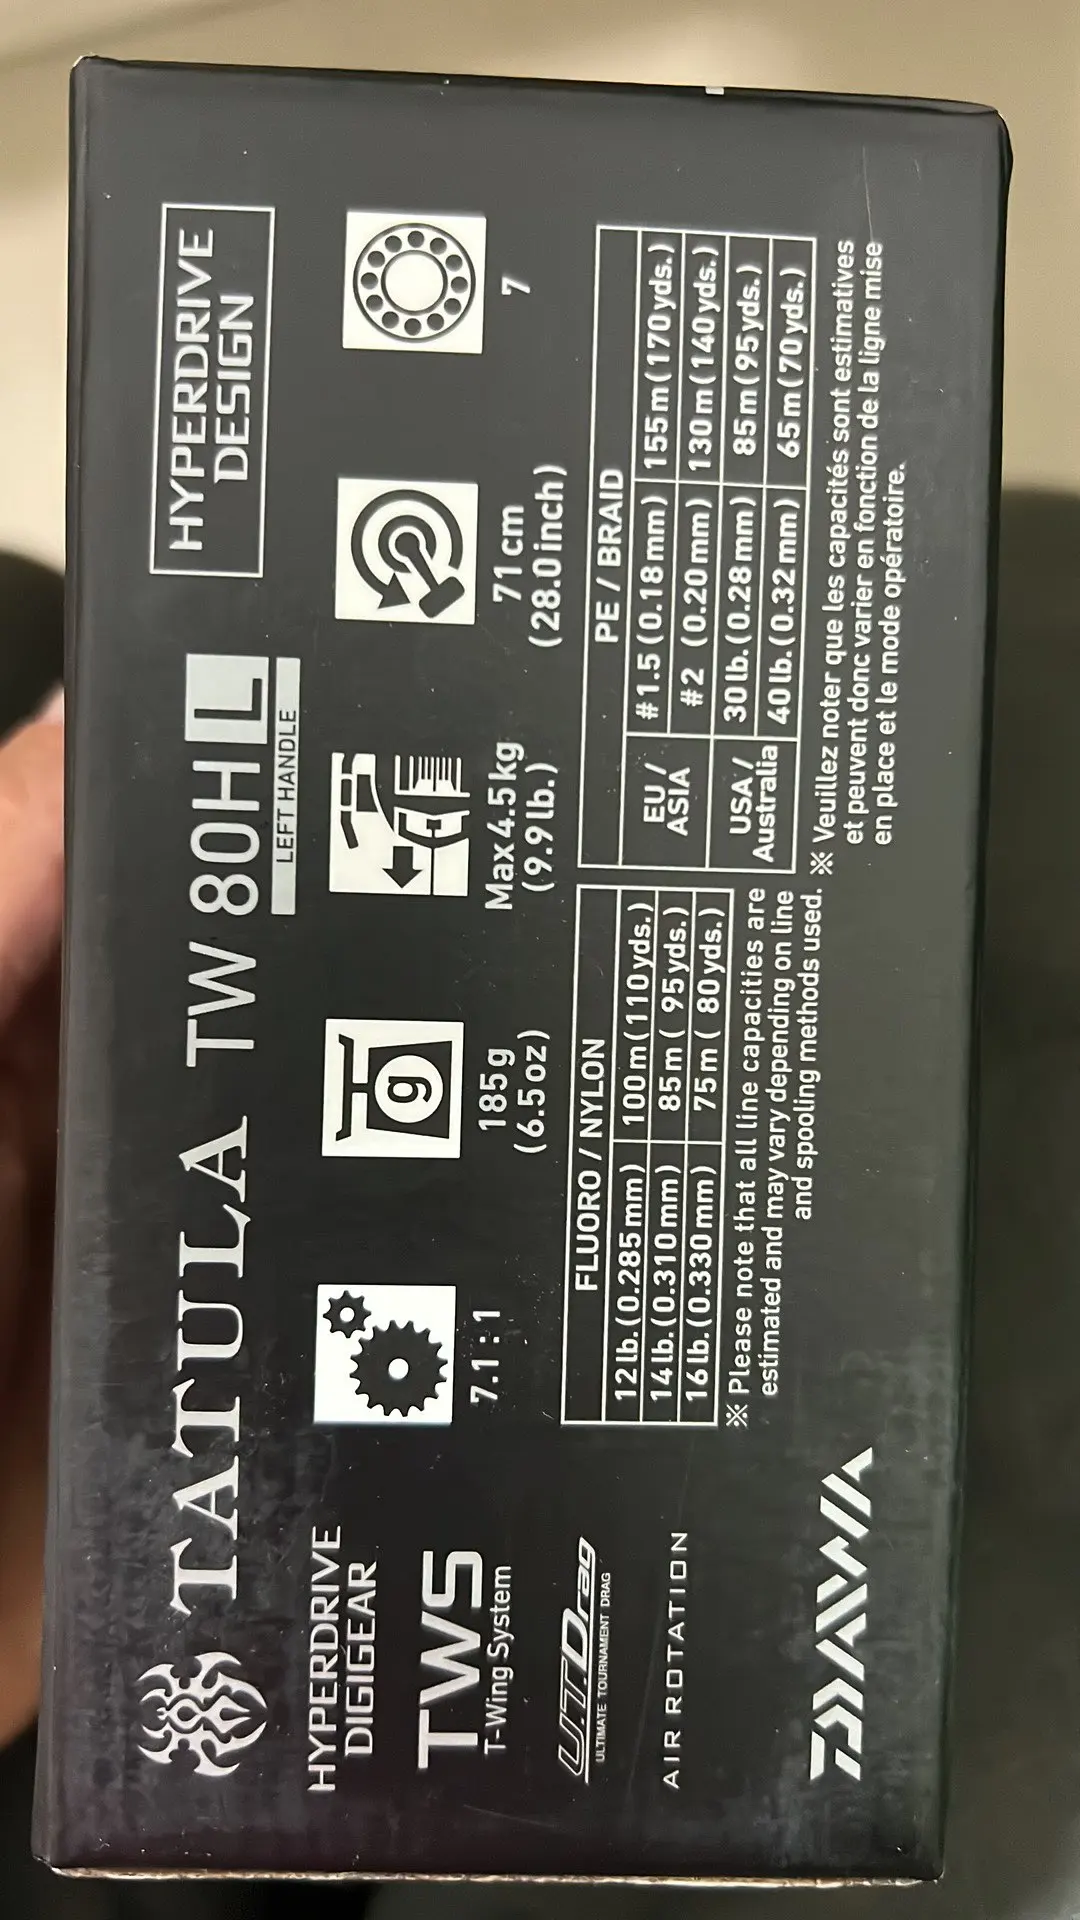 TATULA TW 80HL
LEFT HANDLE
HYPERDRIVE
DESIGN
HYPERDRIVE
DIGIGEAR
TWS
T-Wing System
U.T.Drag
ULTIMATE TOURNAMENT DRAG
AIR ROTATION
DAIWA
7.1:1
g
185g
(6.5oz)
Max4.5kg
(9.9lb.)
71cm
(28.0inch)
7
FLUORO / NYLON
12lb.(0.285mm) 100m(110yds.)
14lb.(0.310mm) 85m( 95yds.)
16lb.(0.330mm) 75m( 80yds.)
※ Please note that all line capacities are
estimated and may vary depending on line
and spooling methods used.
PE / BRAID
EU / ASIA #1.5(0.18mm) 155m(170yds.)
#2 (0.20mm) 130m(140yds.)
USA / Australia 30lb.(0.28mm) 85m(95yds.)
40lb.(0.32mm) 65m(70yds.)
※ Veuillez noter que les capacités sont estimatives
et peuvent donc varier en fonction de la ligne mise
en place et le mode opératoire.